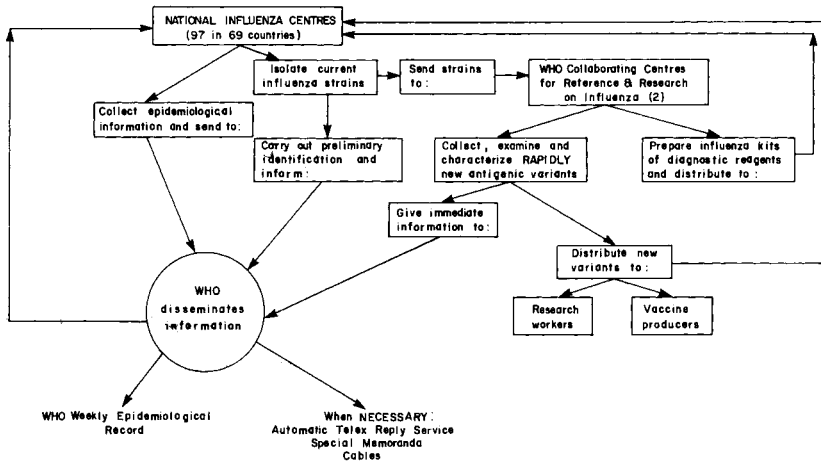 NATIONAL INFLUENZA CENTRES
(97 in 69 countries)
Isolate current
influenza strains
Send strains
to:
WHO Collaborating Centres
for Reference & Research
on Influenza (2)
Collect epidemiological
information and send to:
Carry out preliminary
identification and
inform:
Collect, examine and
characterize RAPIDLY
new antigenic variants
Prepare influenza kits
of diagnostic reagents
and distribute to:
Give immediate
information to:
Distribute new
variants to:
WHO
disseminates
information
Research
workers
Vaccine
producers
WHO Weekly Epidemiological
Record
When NECESSARY:
Automatic Telex Reply Service
Special Memoranda
Cables